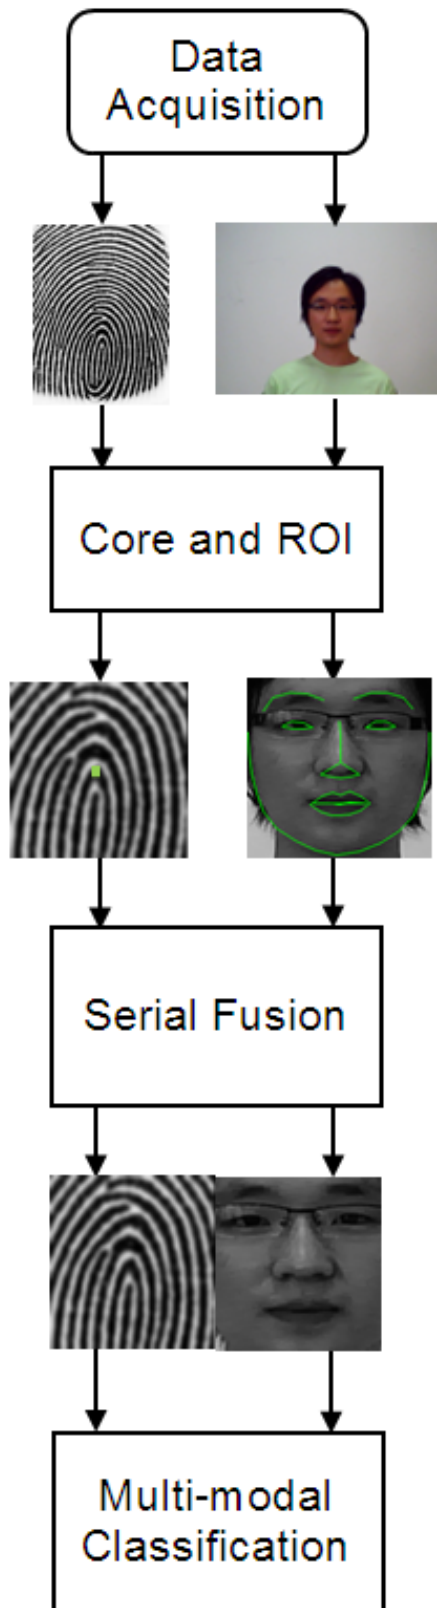 Data
Acquisition
Core and ROI
Serial Fusion
Multi-modal
Classification